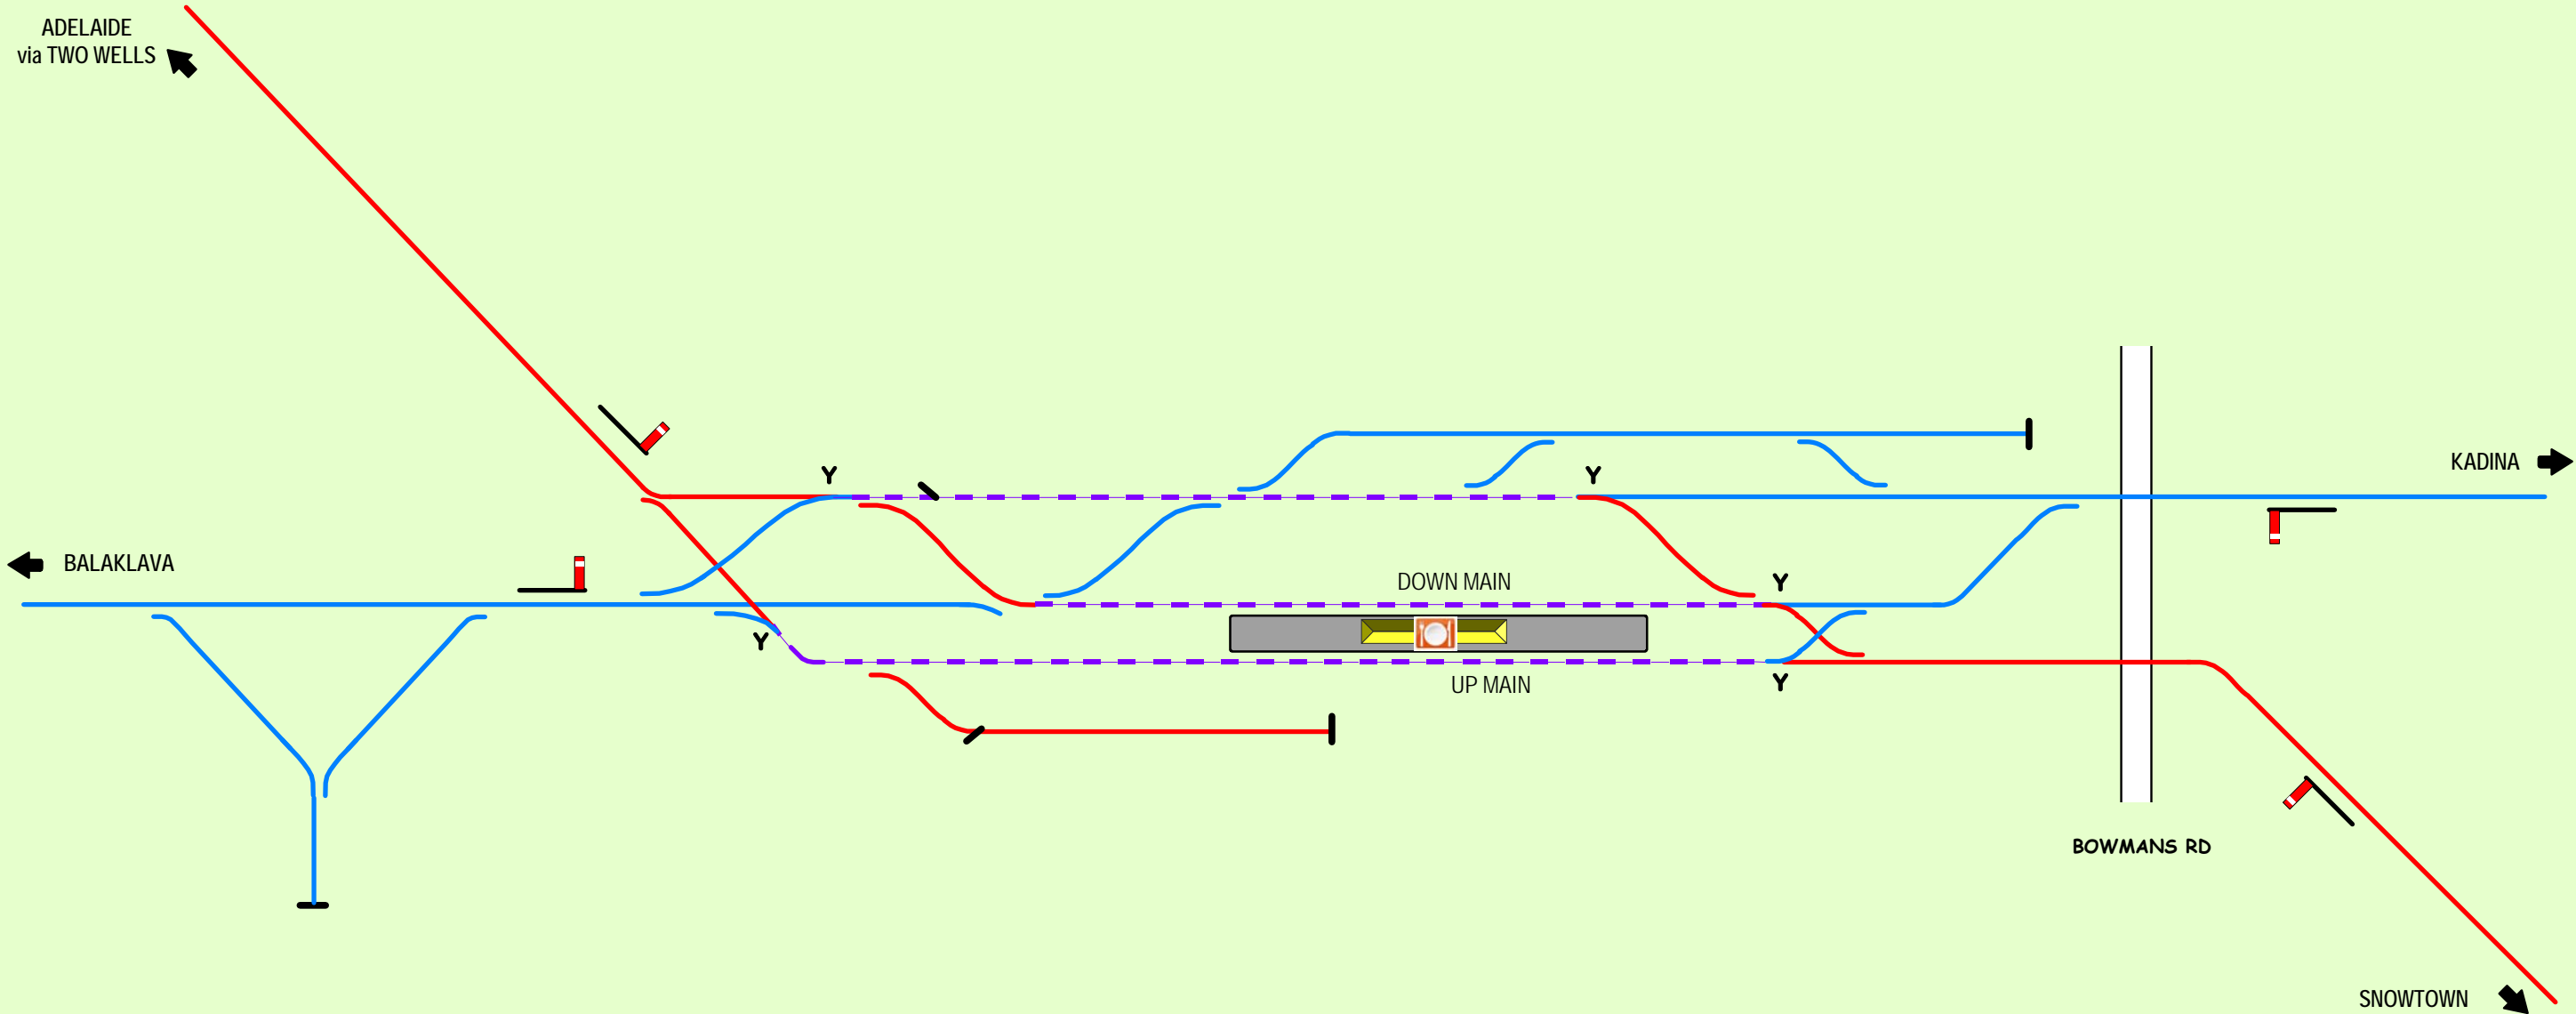 ADELAIDE
via TWO WELLS
Y
Y
KADINA
BALAKLAVA
DOWN MAIN
Y
Y
UP MAIN
Y
BOWMANS RD
SNOWTOWN